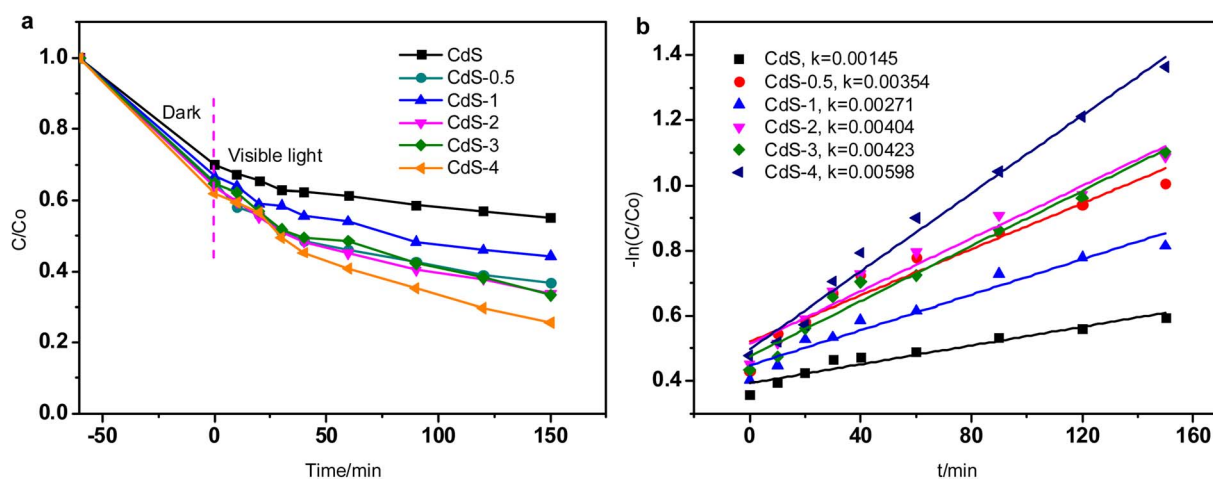 a
1.0
0.8
0.6
0.4
0.2
0.0
C/Co
-50
0
50
100
150
Time/min
Dark
Visible light
CdS
CdS-0.5
CdS-1
CdS-2
CdS-3
CdS-4
b
1.4
1.2
1.0
0.8
0.6
0.4
-ln(C/Co)
0
40
80
120
160
t/min
CdS, k=0.00145
CdS-0.5, k=0.00354
CdS-1, k=0.00271
CdS-2, k=0.00404
CdS-3, k=0.00423
CdS-4, k=0.00598